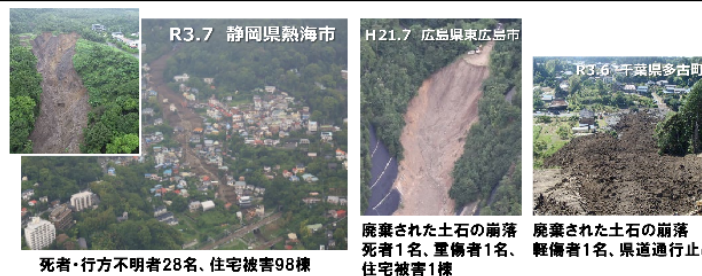 R3.7 静岡県熱海市
死者・行方不明者28名、住宅被害98棟
H21.7 広島県東広島市
廃棄された土石の崩落
死者1名、重傷者1名、
住宅被害1棟
R3.6 千葉県多古町
廃棄された土石の崩落
軽傷者1名、県道通行止